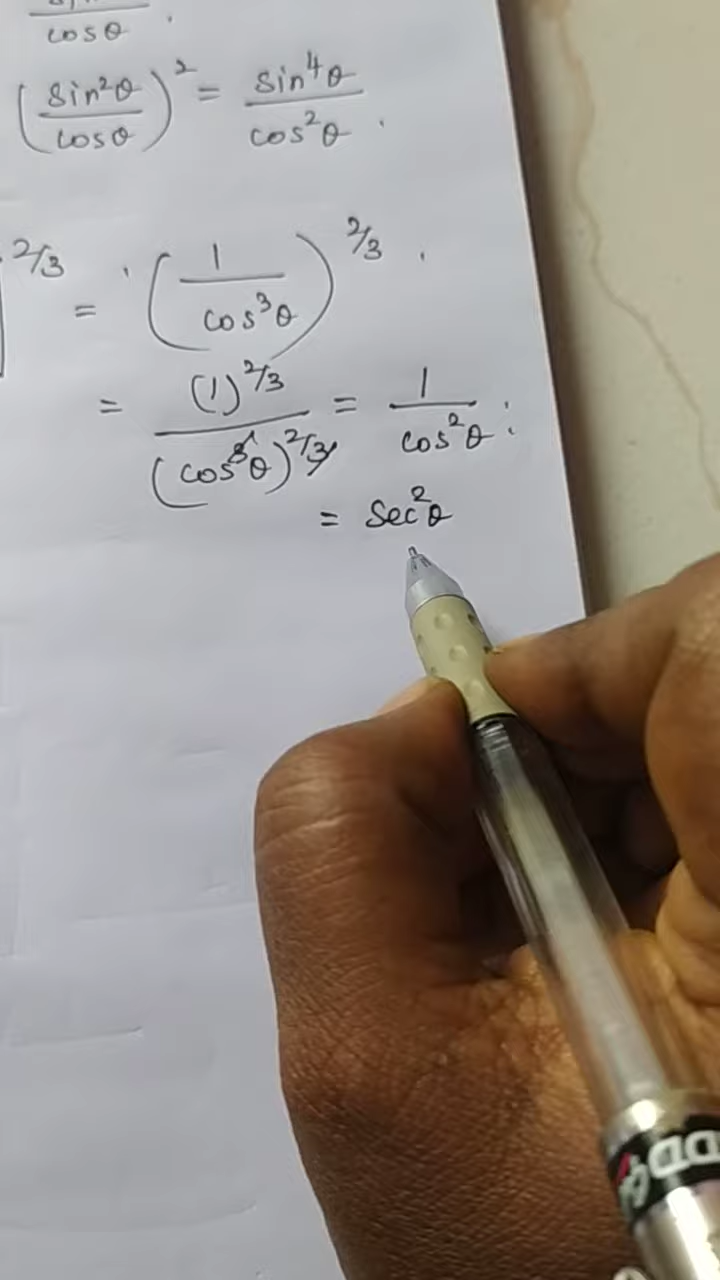 cosθ .
(sin²θ / cosθ)² = sin⁴θ / cos²θ .
2/3 = (1 / cos³θ)^2/3 .
= (1)^2/3 / (cos³θ)^2/3 = 1 / cos²θ :
= sec²θ